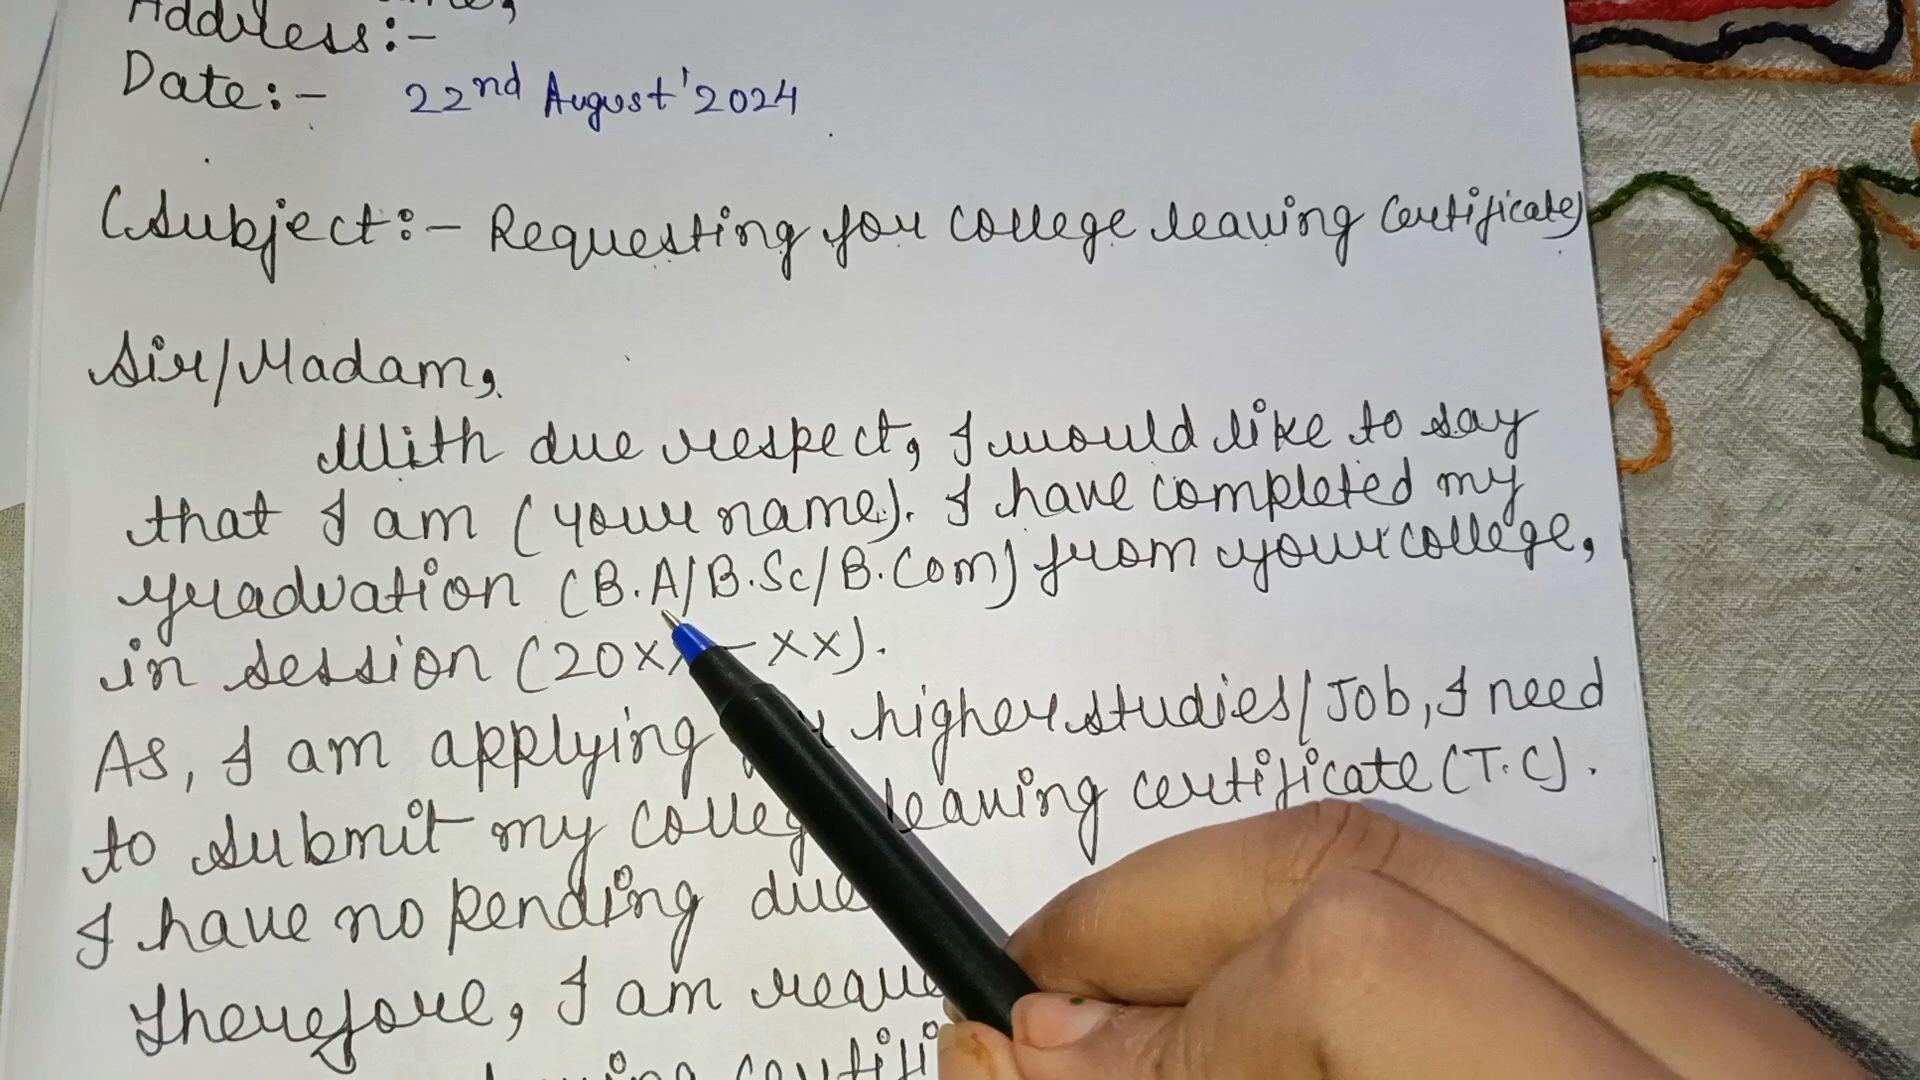 Address:-
Date:- 22nd August'2024
(Subject:- Requesting for college leaving Certificate)
Sir/Madam,
With due respect, I would like to say
that I am (your name). I have completed my
graduation (B.A/B.Sc/B.Com) from your college,
in session (20xx-xx).
As, I am applying higher studies/Job, I need
to submit my college leaving certificate (T.C).
I have no pending
Therefore, I am